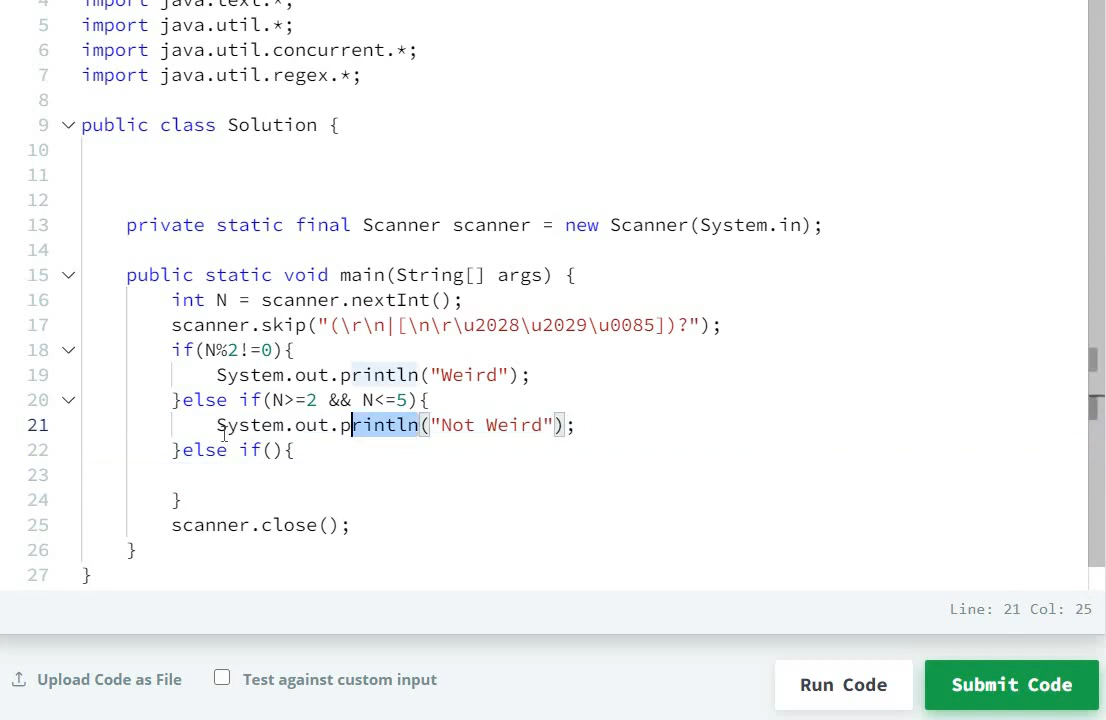 4 import java.text.*;
5 import java.util.*;
6 import java.util.concurrent.*;
7 import java.util.regex.*;
8
9 public class Solution {
10
11
12
13 private static final Scanner scanner = new Scanner(System.in);
14
15 public static void main(String[] args) {
16 int N = scanner.nextInt();
17 scanner.skip("(\r\n|[\n\r\u2028\u2029\u0085])?");
18 if(N%2!=0){
19 System.out.println("Weird");
20 }else if(N>=2 && N<=5){
21 System.out.println("Not Weird");
22 }else if(){
23
24 }
25 scanner.close();
26 }
27 }
Line: 21 Col: 25
Upload Code as File Test against custom input Run Code Submit Code